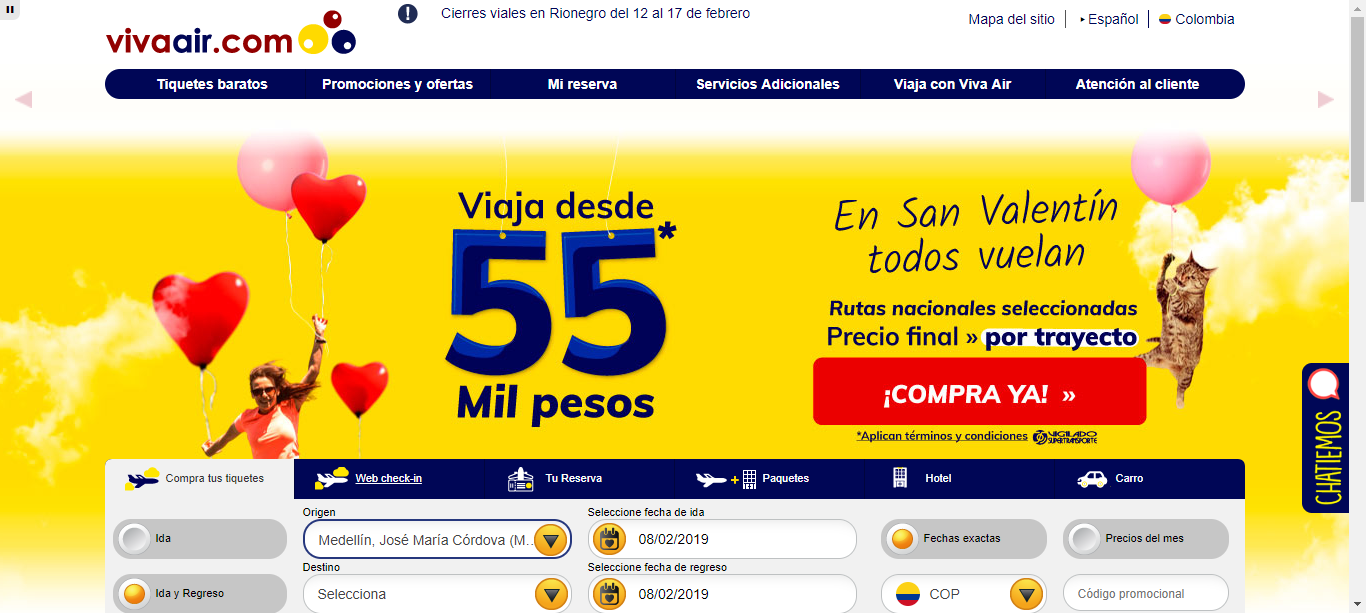 Cierres viales en Rionegro del 12 al 17 de febrero
Mapa del sitio
Español
Colombia
vivaair.com
Tiquetes baratos
Promociones y ofertas
Mi reserva
Servicios Adicionales
Viaja con Viva Air
Atención al cliente
Viaja desde
55*
Mil pesos
En San Valentín
todos vuelan
Rutas nacionales seleccionadas
Precio final » por trayecto
¡COMPRA YA! »
*Aplican términos y condiciones
VIGILADO
SUPERTRANSPORTE
CHATIEMOS
Compra tus tiquetes
Web check-in
Tu Reserva
Paquetes
Hotel
Carro
Origen
Seleccione fecha de ida
Ida
Medellín, José María Córdova (M...
08/02/2019
Fechas exactas
Precios del mes
Destino
Seleccione fecha de regreso
Ida y Regreso
Selecciona
08/02/2019
COP
Código promocional